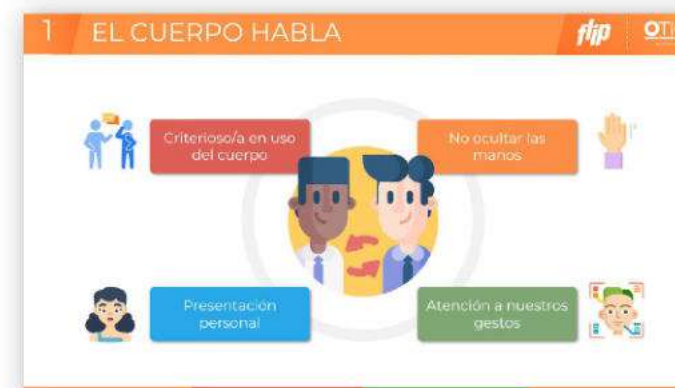 1 EL CUERPO HABLA
flip
Criterioso/a en uso
del cuerpo
No ocultar las
manos
Presentación
personal
Atención a nuestros
gestos